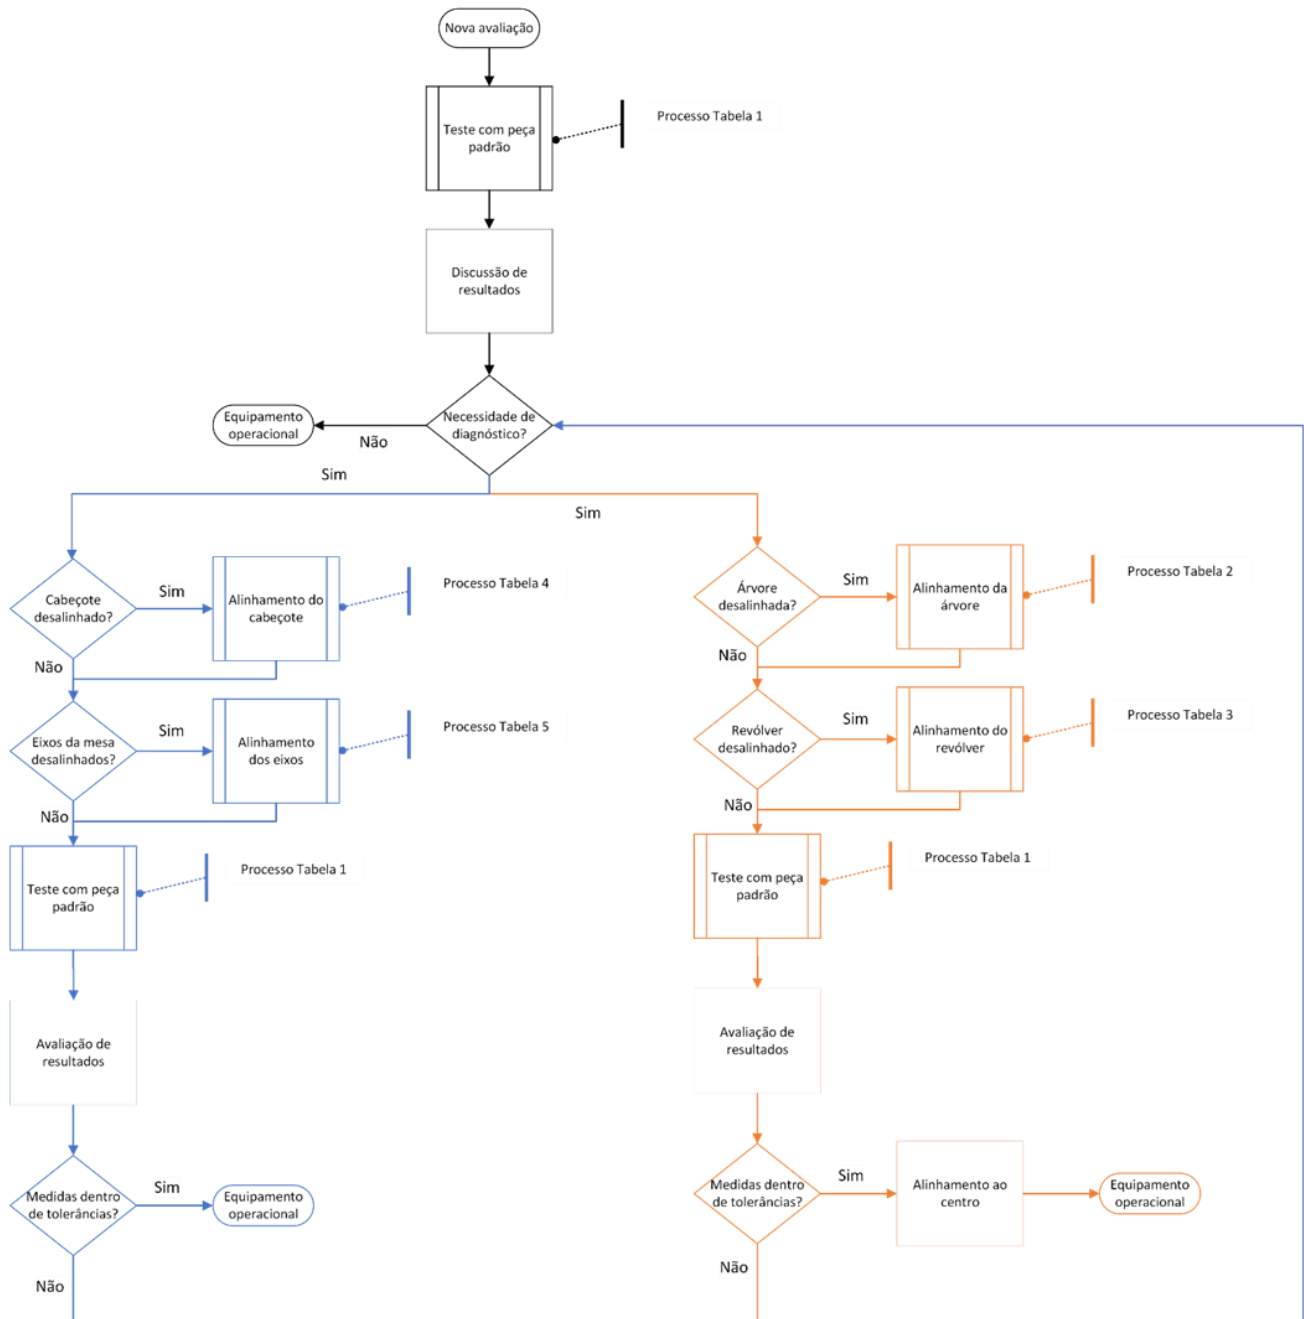 Nova avaliação
Teste com peça
padrão
Processo Tabela 1
Discussão de
resultados
Necessidade de
diagnóstico?
Equipamento
operacional
Não
Sim
Sim
Cabeçote
desalinhado?
Sim
Alinhamento do
cabeçote
Processo Tabela 4
Não
Eixos da mesa
desalinhados?
Sim
Alinhamento
dos eixos
Processo Tabela 5
Não
Teste com peça
padrão
Processo Tabela 1
Avaliação de
resultados
Medidas dentro
de tolerâncias?
Sim
Equipamento
operacional
Não
Árvore
desalinhada?
Sim
Alinhamento da
árvore
Processo Tabela 2
Não
Revólver
desalinhado?
Sim
Alinhamento do
revólver
Processo Tabela 3
Não
Teste com peça
padrão
Processo Tabela 1
Avaliação de
resultados
Medidas dentro
de tolerâncias?
Sim
Alinhamento ao
centro
Equipamento
operacional
Não